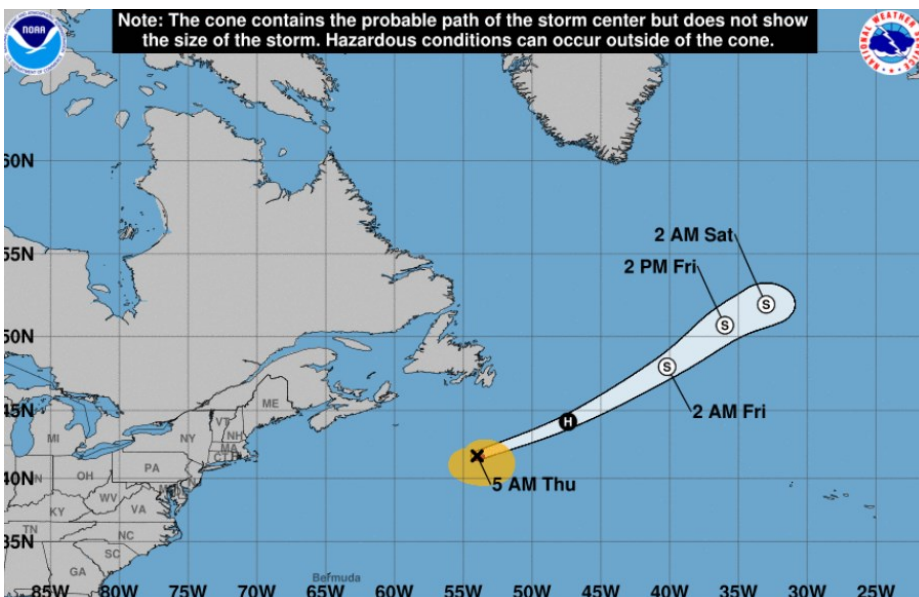 Note: The cone contains the probable path of the storm center but does not show
the size of the storm. Hazardous conditions can occur outside of the cone.
NOAA
NATIONAL WEATHER SERVICE
60N
55N
2 AM Sat
2 PM Fri
S
S
50N
S
2 AM Fri
45N
H
ME
VT
NH
MI
NY
MA
CT
5 AM Thu
40N
OH
PA
WV
VA
KY
35N
TN
NC
SC
GA
Bermuda
85W 80W 75W 70W 65W 60W 55W 50W 45W 40W 35W 30W 25W